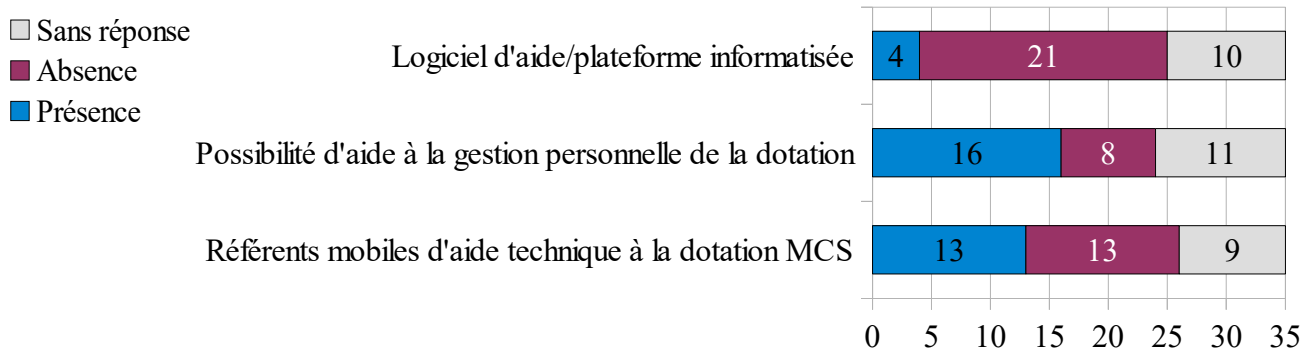 Sans réponse
Absence
Présence
Logiciel d'aide/plateforme informatisée
4 21 10
Possibilité d'aide à la gestion personnelle de la dotation
16 8 11
Référents mobiles d'aide technique à la dotation MCS
13 13 9
0 5 10 15 20 25 30 35